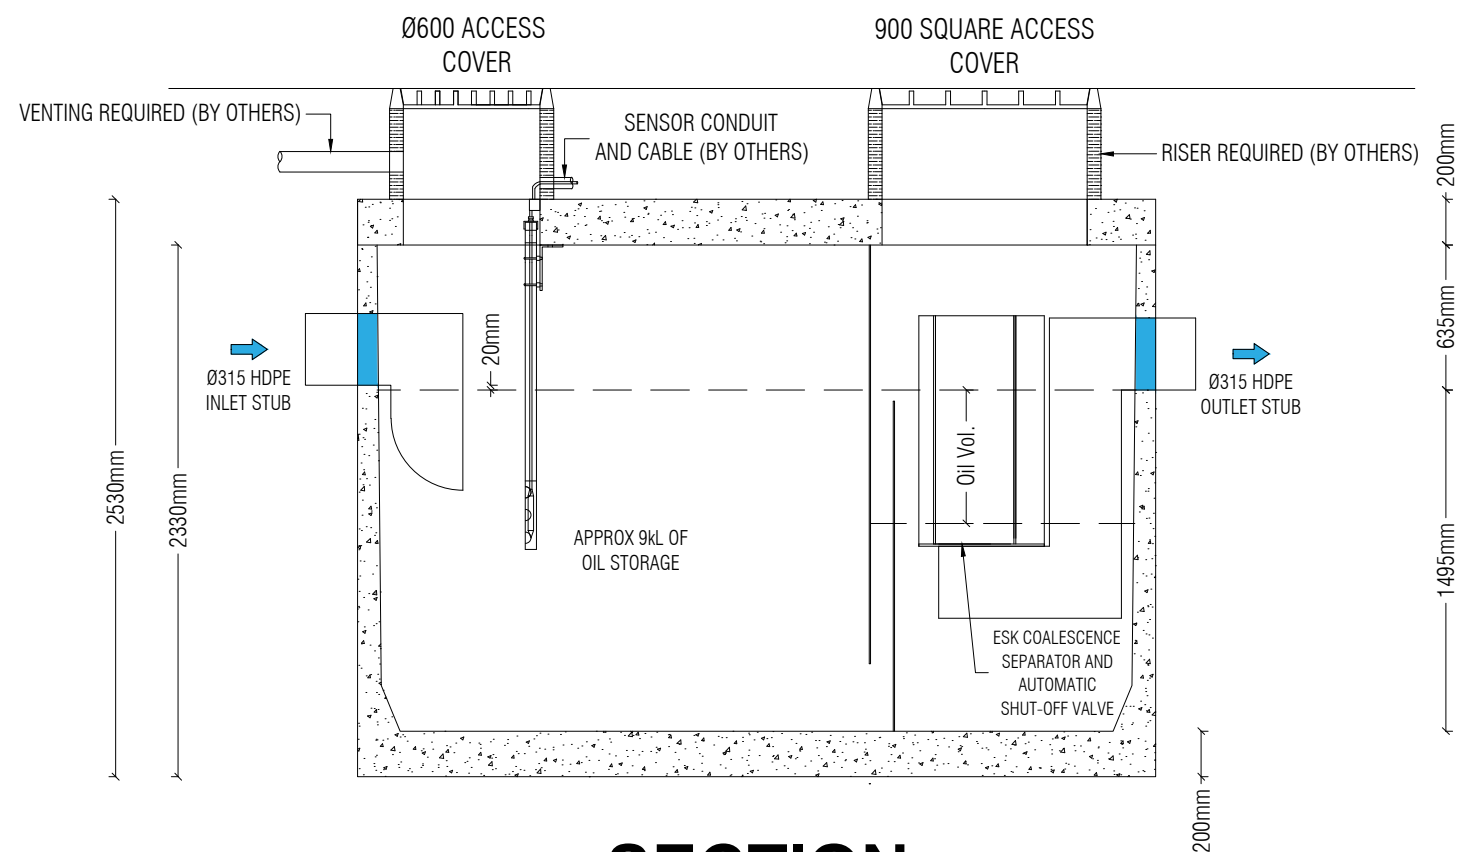 Ø600 ACCESS
COVER
900 SQUARE ACCESS
COVER
VENTING REQUIRED (BY OTHERS)
SENSOR CONDUIT
AND CABLE (BY OTHERS)
RISER REQUIRED (BY OTHERS)
200mm
635mm
1495mm
200mm
2530mm
2330mm
20mm
Ø315 HDPE
INLET STUB
Ø315 HDPE
OUTLET STUB
Oil Vol.
APPROX 9kL OF
OIL STORAGE
ESK COALESCENCE
SEPARATOR AND
AUTOMATIC
SHUT-OFF VALVE
SECTION